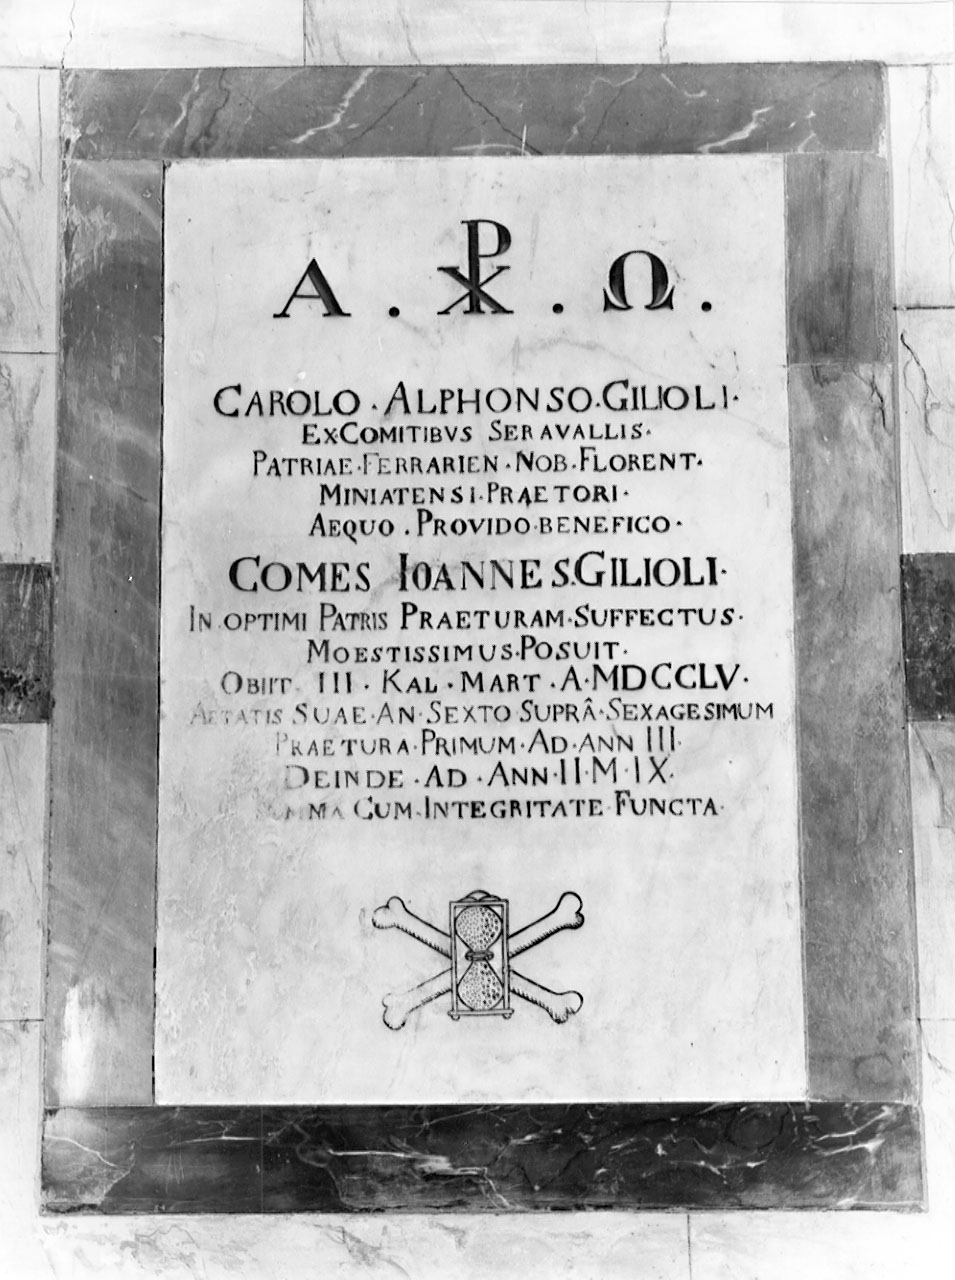 A . ☧ . Ω .
CAROLO · ALPHONSO · GILIOLI ·
EX COMITIBVS SERAVALLIS ·
PATRIAE · FERRARIEN · NOB · FLORENT ·
MINIATENSI · PRAETORI ·
AEQUO . PROVIDO · BENEFICO ·
COMES IOANNES · GILIOLI ·
IN OPTIMI PATRIS PRAETURAM · SUFFECTUS ·
MOESTISSIMUS · POSUIT ·
OBIIT · III · KAL · MART · A · MDCCLV ·
AETATIS SUAE · AN · SEXTO SUPRÂ · SEXAGESIMUM
PRAETURA · PRIMUM · AD · ANN III ·
DEINDE · AD · ANN · II · M · IX ·
CUM · INTEGRITATE · FUNCTA ·